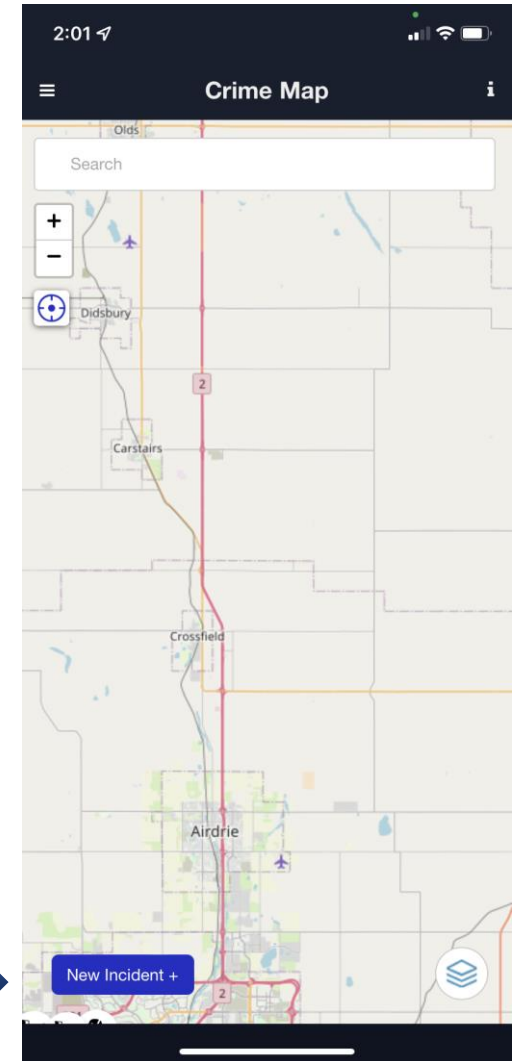 2:01
Crime Map
i
Olds
Search
+
−
Didsbury
2
Carstairs
Crossfield
Airdrie
New Incident +
2